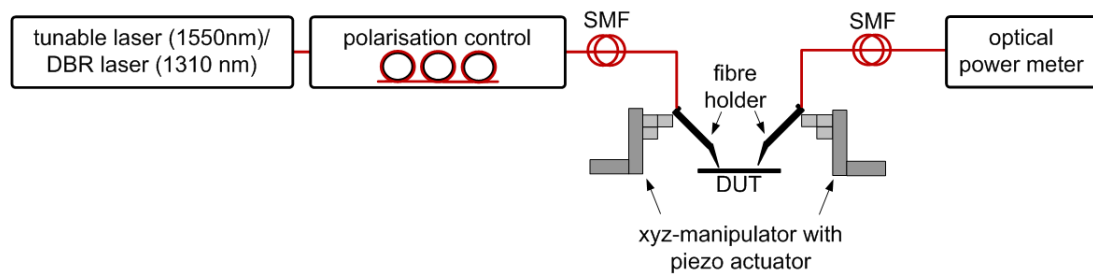 tunable laser (1550nm)/
DBR laser (1310 nm)
polarisation control
SMF
fibre
holder
DUT
xyz-manipulator with
piezo actuator
SMF
optical
power meter